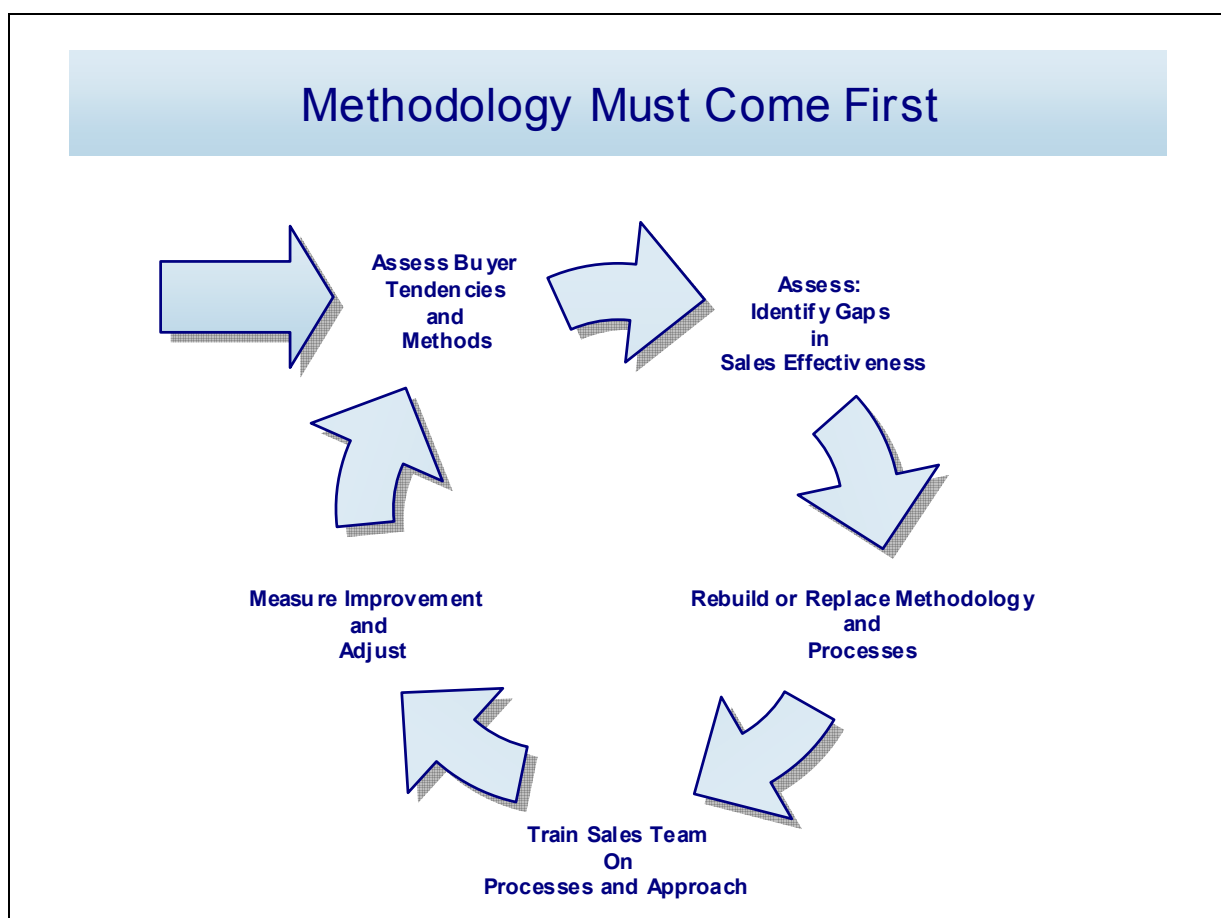 Methodology Must Come First
Assess Buyer
Tendencies
and
Methods
Assess:
Identify Gaps
in
Sales Effectiveness
Rebuild or Replace Methodology
and
Processes
Train Sales Team
On
Processes and Approach
Measure Improvement
and
Adjust